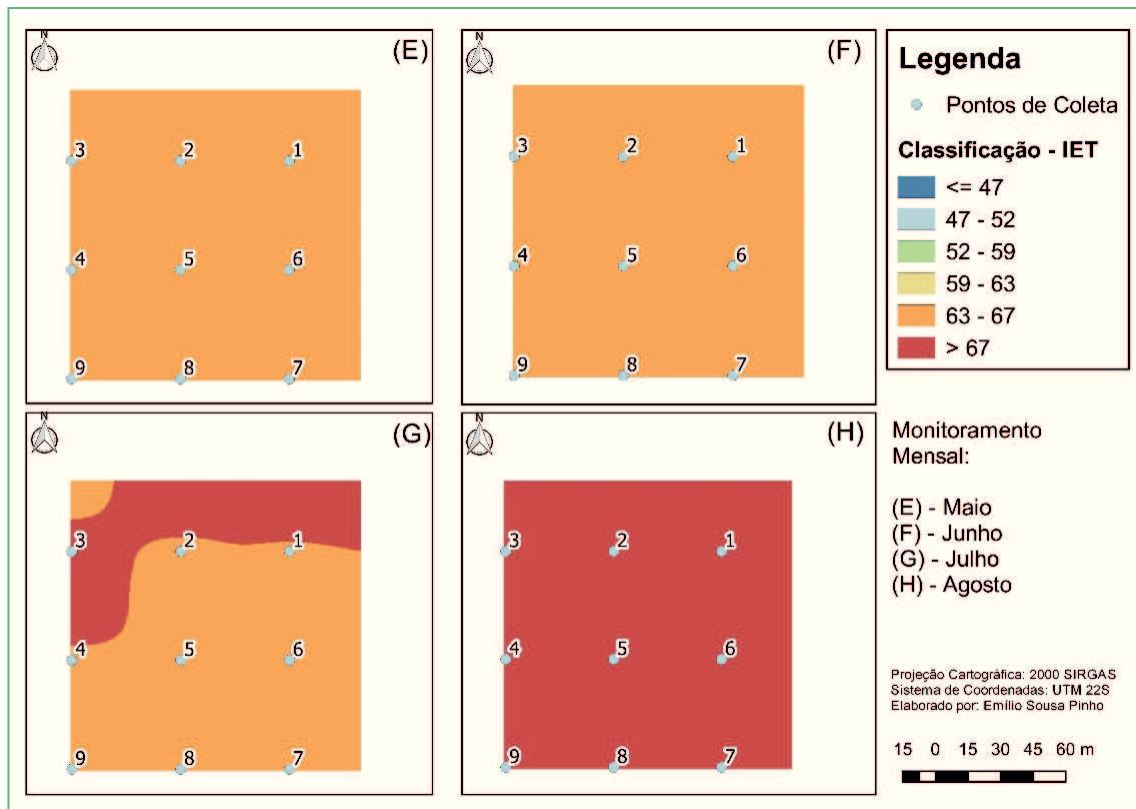 N
(E)
3 2 1
4 5 6
9 8 7
N
(F)
3 2 1
4 5 6
9 8 7
Legenda
Pontos de Coleta
Classificação - IET
<= 47
47 - 52
52 - 59
59 - 63
63 - 67
> 67
N
(G)
3 2 1
4 5 6
9 8 7
N
(H)
3 2 1
4 5 6
9 8 7
Monitoramento
Mensal:
(E) - Maio
(F) - Junho
(G) - Julho
(H) - Agosto
Projeção Cartográfica: 2000 SIRGAS
Sistema de Coordenadas: UTM 22S
Elaborado por: Emílio Sousa Pinho
15 0 15 30 45 60 m